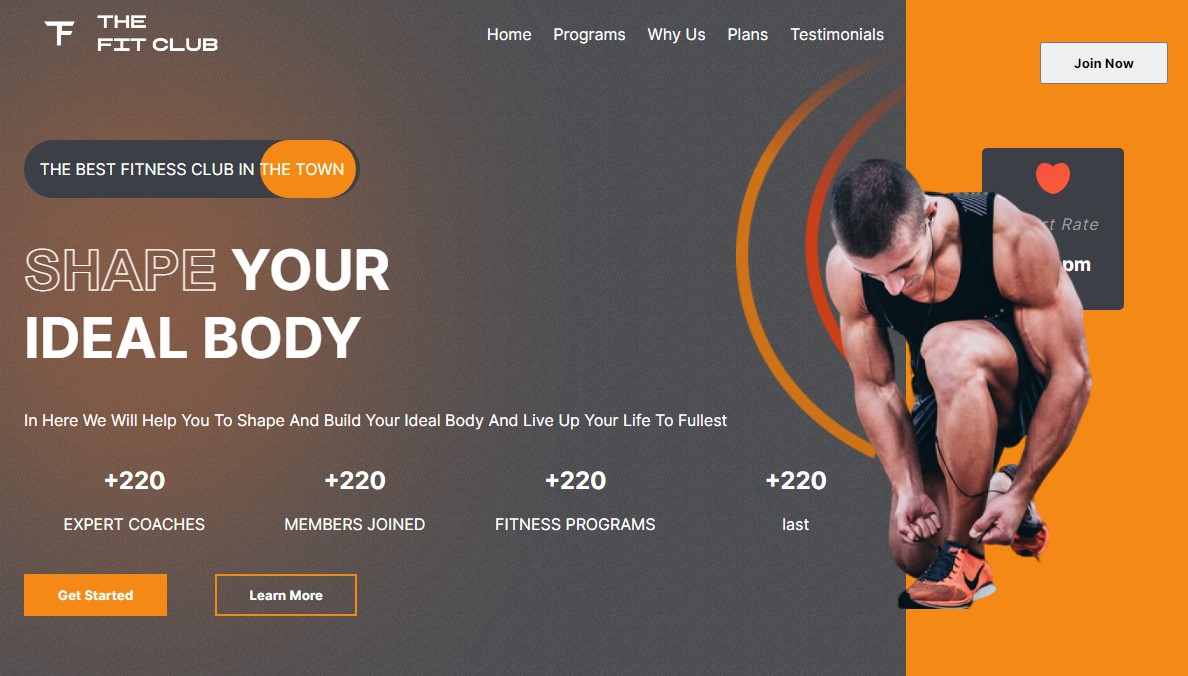 THE
FIT CLUB
Home Programs Why Us Plans Testimonials
Join Now
THE BEST FITNESS CLUB IN THE TOWN
SHAPE YOUR
IDEAL BODY
Rate
pm
In Here We Will Help You To Shape And Build Your Ideal Body And Live Up Your Life To Fullest
+220 +220 +220 +220
EXPERT COACHES MEMBERS JOINED FITNESS PROGRAMS last
Get Started Learn More